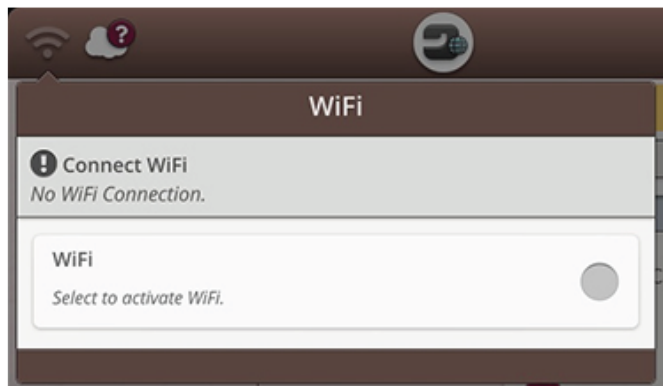 ?
WiFi
! Connect WiFi
No WiFi Connection.
WiFi
Select to activate WiFi.